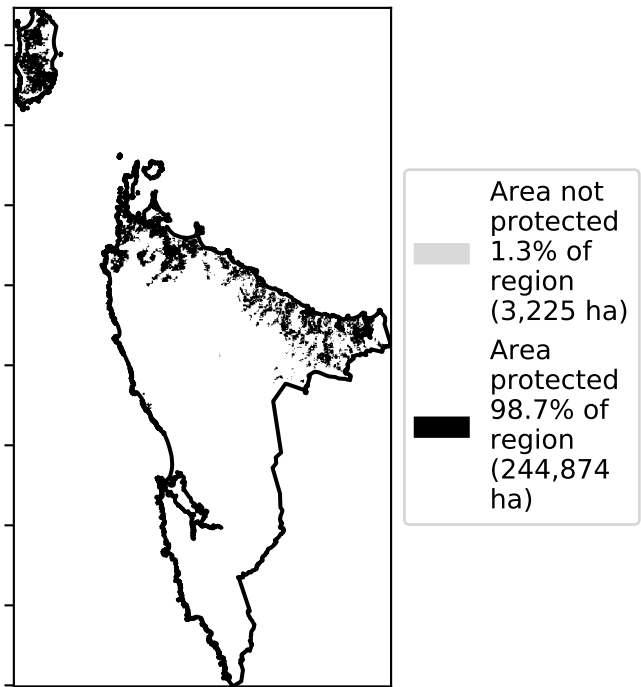 Area not
protected
1.3% of
region
(3,225 ha)
Area
protected
98.7% of
region
(244,874
ha)